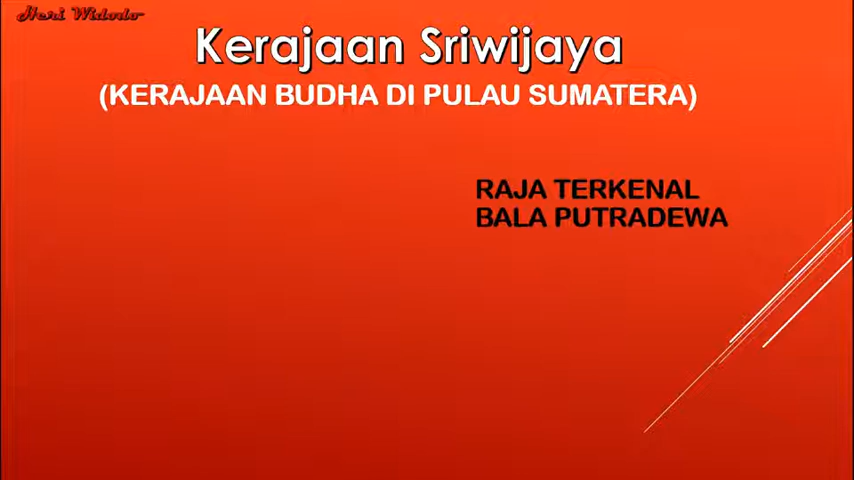 Heri Widodo
Kerajaan Sriwijaya
(KERAJAAN BUDHA DI PULAU SUMATERA)
RAJA TERKENAL
BALA PUTRADEWA